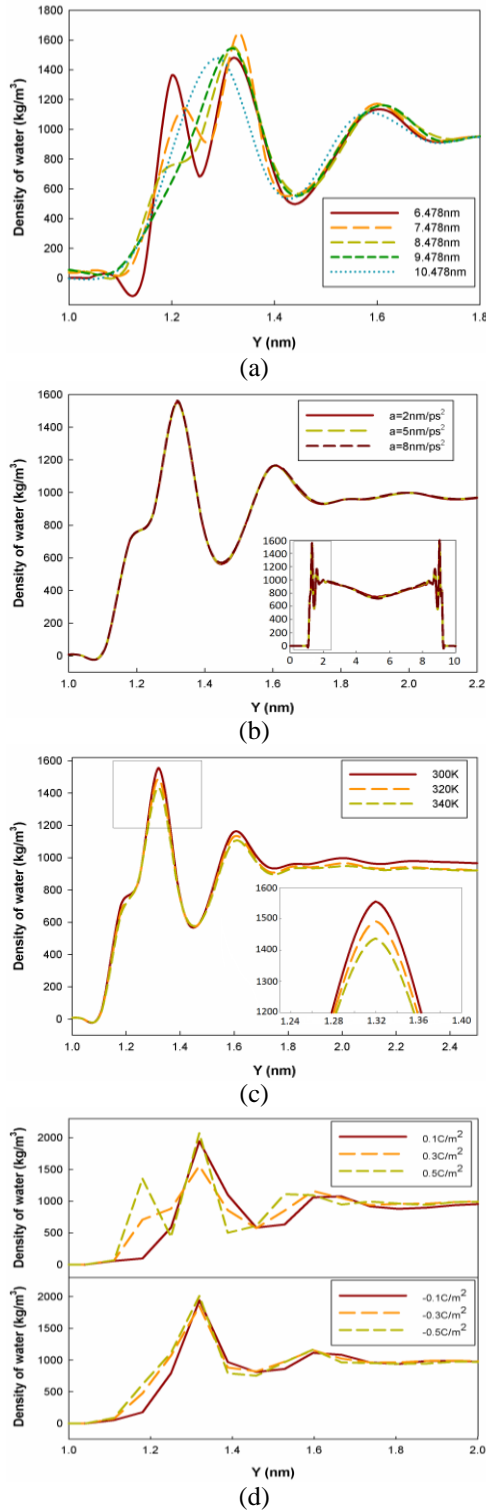 Density of water (kg/m³)
1800
1600
1400
1200
1000
800
600
400
200
0
6.478nm
7.478nm
8.478nm
9.478nm
10.478nm
1.0 1.2 1.4 1.6 1.8
Y (nm)
(a)
Density of water (kg/m³)
1600
1400
1200
1000
800
600
400
200
0
a=2nm/ps²
a=5nm/ps²
a=8nm/ps²
1600
1400
1200
1000
800
600
400
200
0
0 2 4 6 8 10
1.0 1.2 1.4 1.6 1.8 2.0 2.2
Y (nm)
(b)
Density of water (kg/m³)
1600
1400
1200
1000
800
600
400
200
0
300K
320K
340K
1600
1500
1400
1300
1200
1.24 1.28 1.32 1.36 1.40
1.0 1.2 1.4 1.6 1.8 2.0 2.2 2.4
Y (nm)
(c)
Density of water (kg/m³)
2000
1500
1000
500
0
0.1C/m²
0.3C/m²
0.5C/m²
Density of water (kg/m³)
2000
1500
1000
500
0
-0.1C/m²
-0.3C/m²
-0.5C/m²
1.0 1.2 1.4 1.6 1.8 2.0
Y (nm)
(d)